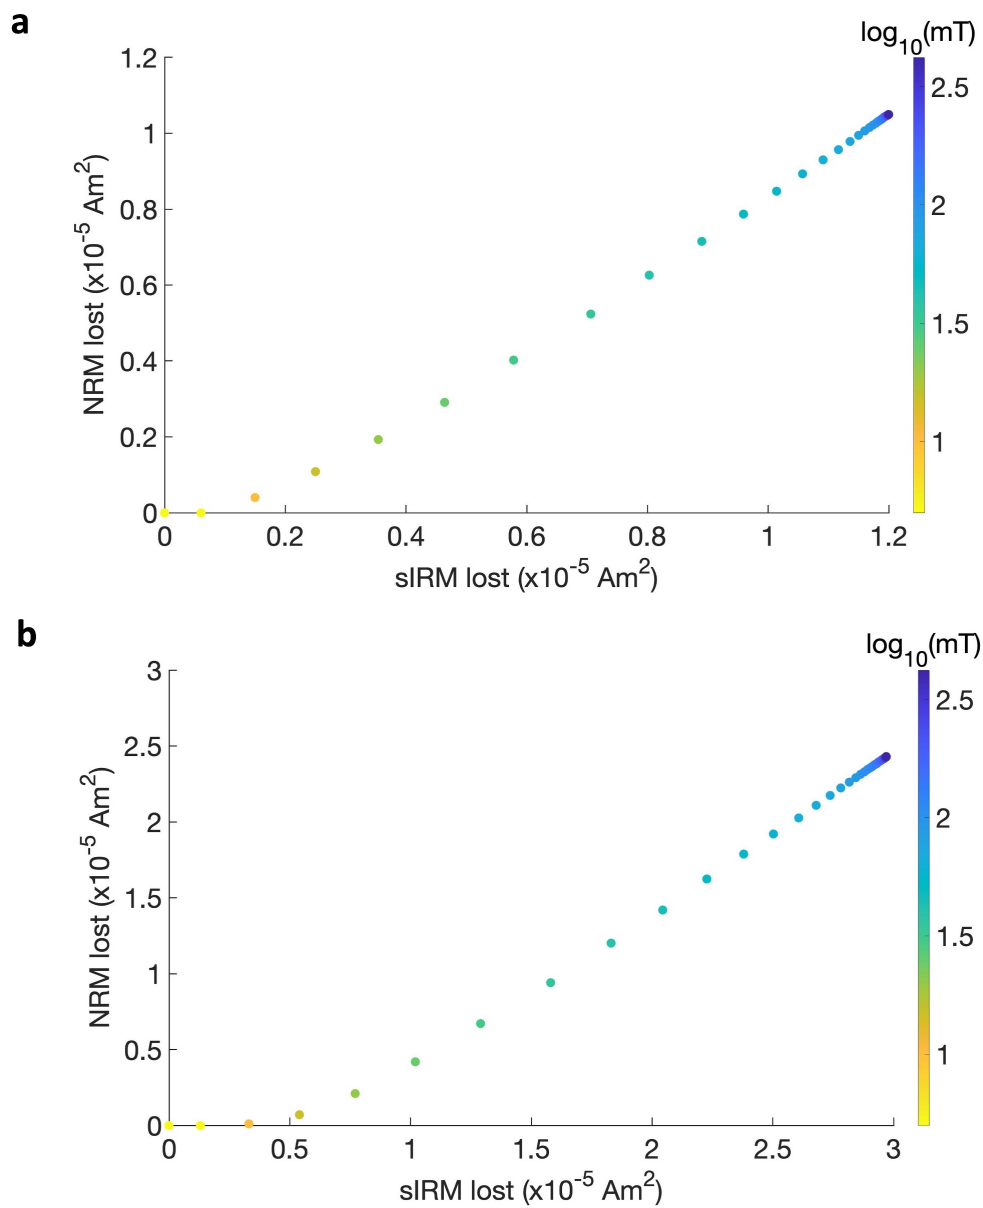 a
log10(mT)
1.2
1
0.8
0.6
0.4
0.2
0
NRM lost (x10-5 Am2)
0 0.2 0.4 0.6 0.8 1 1.2
sIRM lost (x10-5 Am2)
2.5
2
1.5
1
b
log10(mT)
3
2.5
2
1.5
1
0.5
0
NRM lost (x10-5 Am2)
0 0.5 1 1.5 2 2.5 3
sIRM lost (x10-5 Am2)
2.5
2
1.5
1